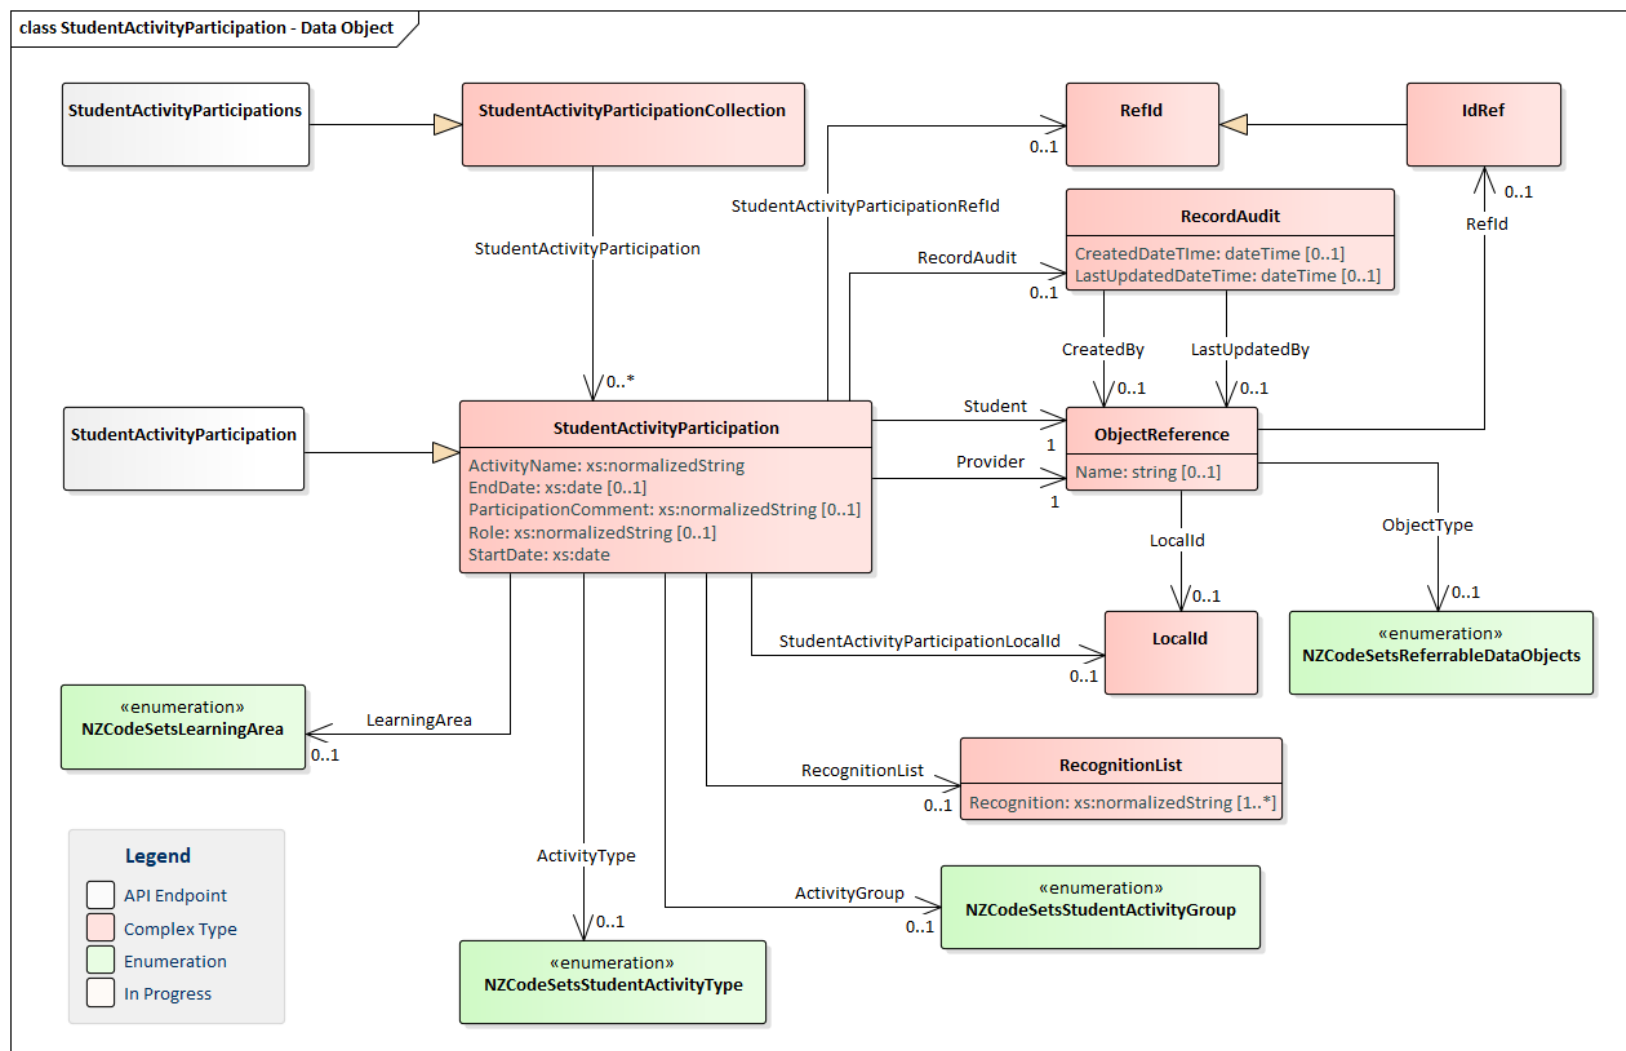 class StudentActivityParticipation - Data Object
StudentActivityParticipations
StudentActivityParticipationCollection
RefId
IdRef
0..1
0..1
StudentActivityParticipationRefId
RecordAudit
CreatedDateTIme: dateTime [0..1]
LastUpdatedDateTime: dateTime [0..1]
RefId
StudentActivityParticipation
RecordAudit
0..1
CreatedBy
LastUpdatedBy
0..*
0..1
0..1
StudentActivityParticipation
StudentActivityParticipation
ActivityName: xs:normalizedString
EndDate: xs:date [0..1]
ParticipationComment: xs:normalizedString [0..1]
Role: xs:normalizedString [0..1]
StartDate: xs:date
Student
1
Provider
1
ObjectReference
Name: string [0..1]
LocalId
ObjectType
0..1
0..1
StudentActivityParticipationLocalId
0..1
LocalId
«enumeration»
NZCodeSetsReferrableDataObjects
«enumeration»
NZCodeSetsLearningArea
LearningArea
0..1
RecognitionList
0..1
RecognitionList
Recognition: xs:normalizedString [1..*]
Legend
API Endpoint
Complex Type
Enumeration
In Progress
ActivityType
0..1
ActivityGroup
0..1
«enumeration»
NZCodeSetsStudentActivityGroup
«enumeration»
NZCodeSetsStudentActivityType